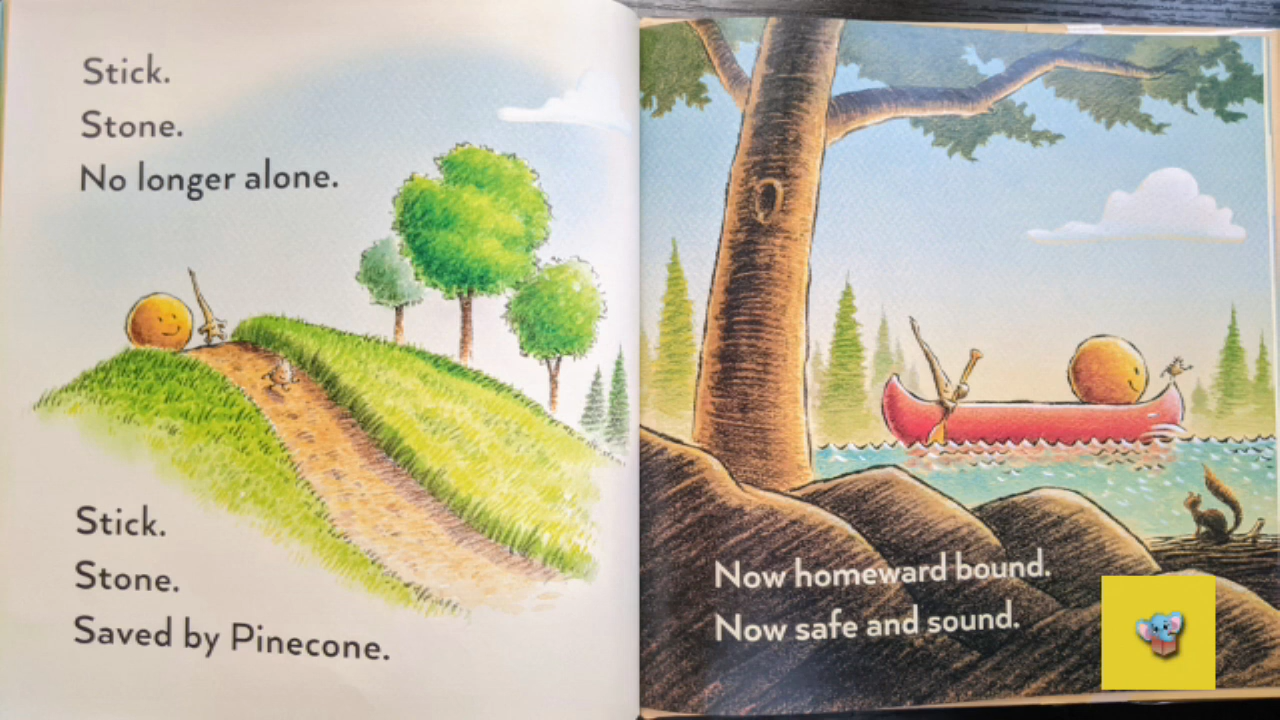 Stick.
Stone.
No longer alone.
Stick.
Stone.
Saved by Pinecone.
Now homeward bound.
Now safe and sound.